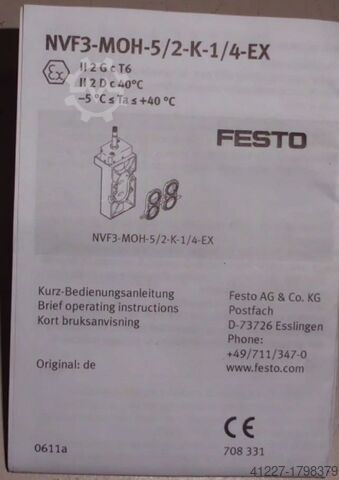 NVF3-MOH-5/2-K-1/4-EX
Ex
II 2 G c T6
II 2 D c 40°C
–5 °C ≤ Ta ≤ +40 °C
FESTO
NVF3-MOH-5/2-K-1/4-EX
Kurz-Bedienungsanleitung
Brief operating instructions
Kort bruksanvisning
Original: de
Festo AG & Co. KG
Postfach
D-73726 Esslingen
Phone:
+49/711/347-0
www.festo.com
0611a
CE
708 331
41227-1798379